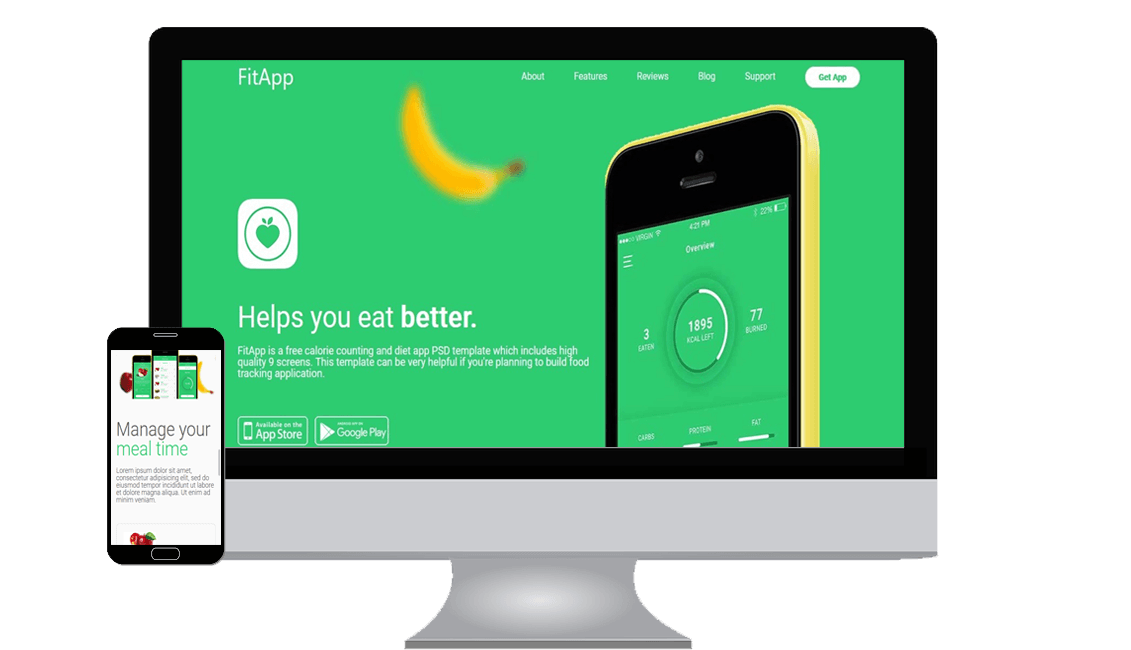 FitApp
About Features Reviews Blog Support Get App
Helps you eat better.
FitApp is a free calorie counting and diet app PSD template which includes high
quality 9 screens. This template can be very helpful if you're planning to build food
tracking application.
Available on the
App Store
ANDROID APP ON
Google Play
VIRGIN 4:21 PM 22%
Overview
3
EATEN
1895
KCAL LEFT
77
BURNED
CARBS PROTEIN FAT
Manage your
meal time
Lorem ipsum dolor sit amet,
consectetur adipiscing elit, sed do
eiusmod tempor incididunt ut labore
et dolore magna aliqua. Ut enim ad
minim veniam.